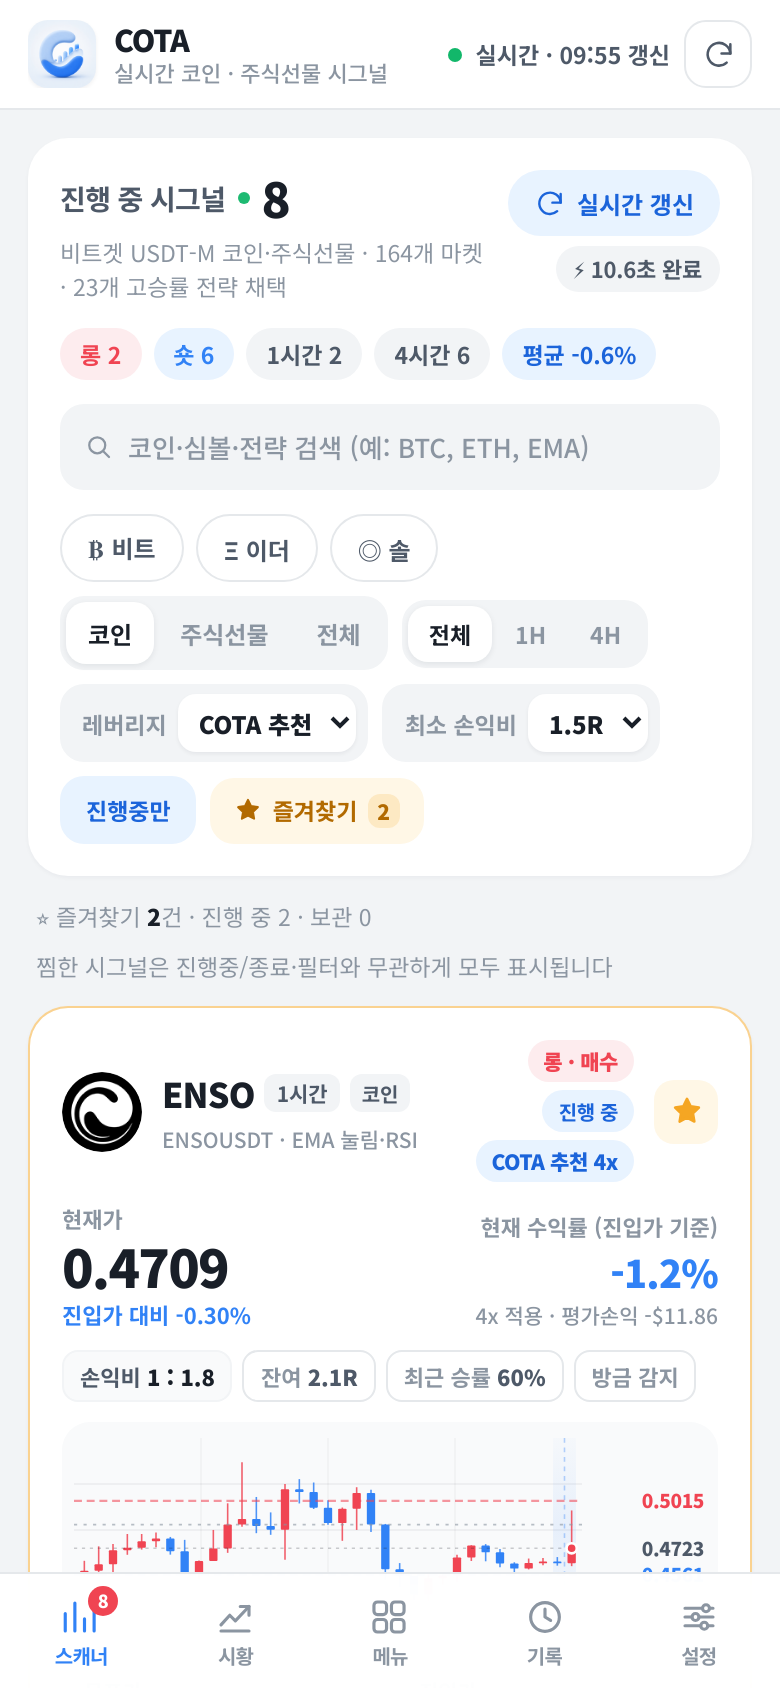 COTA
실시간 코인 · 주식선물 시그널
실시간 · 09:55 갱신
진행 중 시그널 8
실시간 갱신
비트겟 USDT-M 코인·주식선물 · 164개 마켓
· 23개 고승률 전략 채택
⚡ 10.6초 완료
롱 2
숏 6
1시간 2
4시간 6
평균 -0.6%
코인·심볼·전략 검색 (예: BTC, ETH, EMA)
₿ 비트
Ξ 이더
◎ 솔
코인 주식선물 전체
전체 1H 4H
레버리지 COTA 추천
최소 손익비 1.5R
진행중만
★ 즐겨찾기 2
⭐ 즐겨찾기 2건 · 진행 중 2 · 보관 0
찜한 시그널은 진행중/종료·필터와 무관하게 모두 표시됩니다
ENSO 1시간 코인
ENSOUSDT · EMA 눌림·RSI
롱 · 매수
진행 중
COTA 추천 4x
현재가
0.4709
진입가 대비 -0.30%
현재 수익률 (진입가 기준)
-1.2%
4x 적용 · 평가손익 -$11.86
손익비 1 : 1.8
잔여 2.1R
최근 승률 60%
방금 감지
0.5015
0.4723
8
스캐너
시황
메뉴
기록
설정